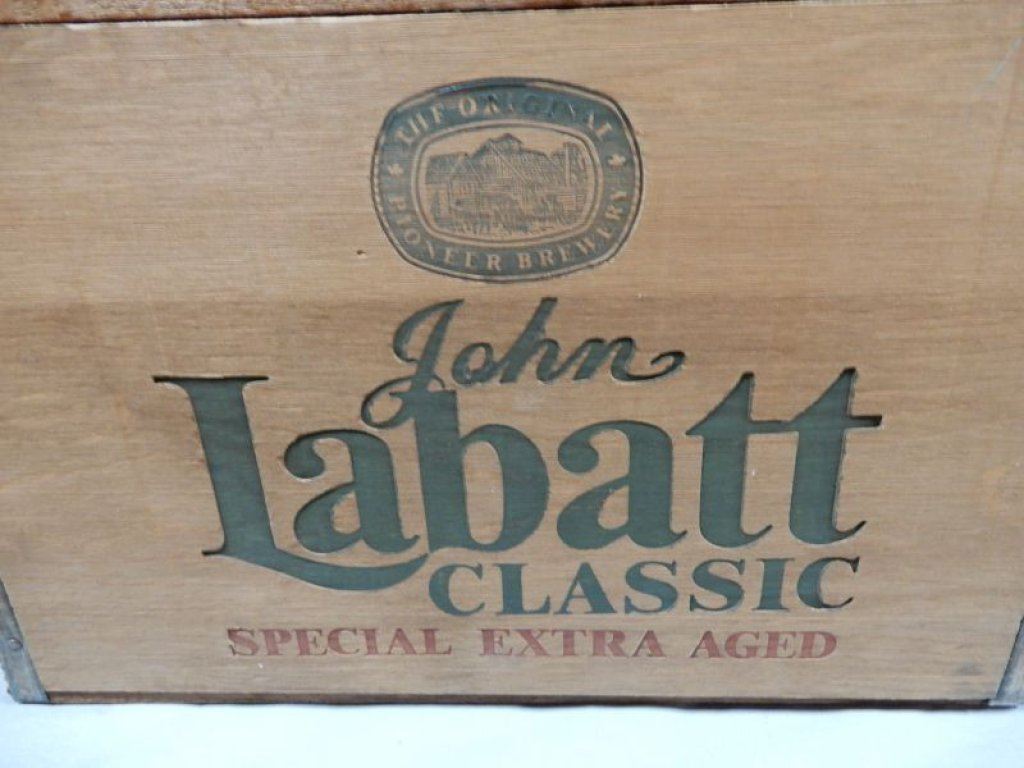 THE ORIGINAL
PIONEER BREWERY
John
Labatt
CLASSIC
SPECIAL EXTRA AGED